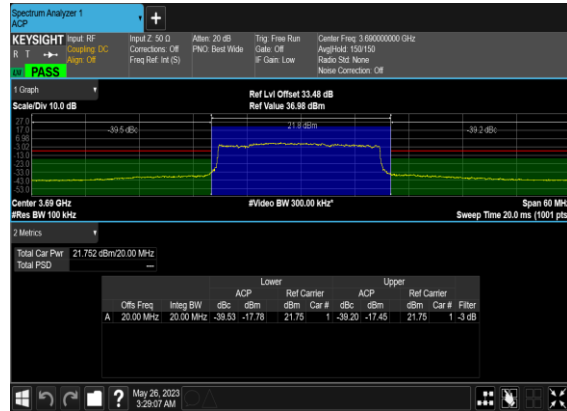 Spectrum Analyzer 1
ACP
+
KEYSIGHT
R T
LW PASS
Input: RF
Coupling: DC
Align: Off
Input Z: 50 Ω
Corrections: Off
Freq Ref: Int (S)
Atten: 20 dB
PNO: Best Wide
Trig: Free Run
Gate: Off
IF Gain: Low
Center Freq: 3.690000000 GHz
Avg|Hold: 150/150
Radio Std: None
Noise Correction: Off
1 Graph
Scale/Div 10.0 dB
Ref Lvl Offset 33.48 dB
Ref Value 36.98 dBm
27.0
17.0
6.98
-3.02
-13.0
-23.0
-33.0
-43.0
-53.0
-39.5 dBc
21.8 dBm
-39.2 dBc
Center 3.69 GHz
#Res BW 100 kHz
#Video BW 300.00 kHz*
Span 60 MHz
Sweep Time 20.0 ms (1001 pts
2 Metrics
Total Car Pwr 21.752 dBm/20.00 MHz
Total PSD ---
Lower Upper
ACP Ref Carrier ACP Ref Carrier
Offs Freq Integ BW dBc dBm dBm Car # dBc dBm dBm Car # Filter
A 20.00 MHz 20.00 MHz -39.53 -17.78 21.75 1 -39.20 -17.45 21.75 1 -3 dB
?
May 26, 2023
3:29:07 AM